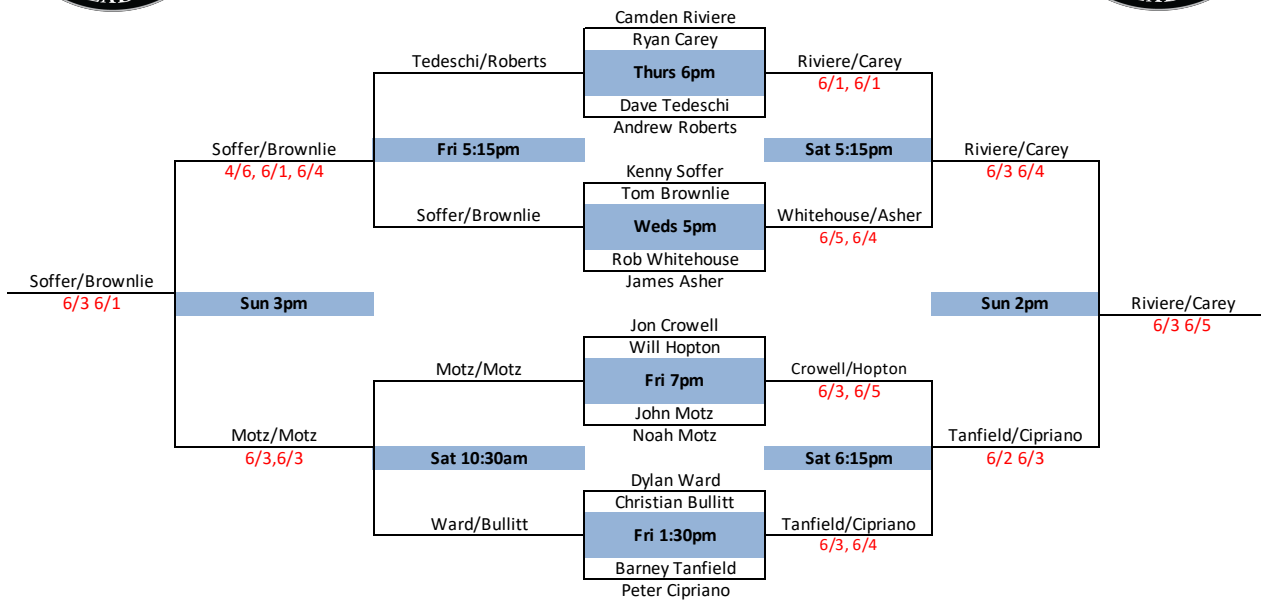 Camden Riviere
Ryan Carey
Tedeschi/Roberts
Thurs 6pm
Riviere/Carey
6/1, 6/1
Dave Tedeschi
Andrew Roberts
Soffer/Brownlie
4/6, 6/1, 6/4
Fri 5:15pm
Sat 5:15pm
Riviere/Carey
6/3 6/4
Kenny Soffer
Tom Brownlie
Soffer/Brownlie
Weds 5pm
Whitehouse/Asher
6/5, 6/4
Rob Whitehouse
James Asher
Soffer/Brownlie
6/3 6/1
Sun 3pm
Sun 2pm
Riviere/Carey
6/3 6/5
Jon Crowell
Will Hopton
Motz/Motz
Fri 7pm
Crowell/Hopton
6/3, 6/5
John Motz
Noah Motz
Motz/Motz
6/3,6/3
Sat 10:30am
Sat 6:15pm
Tanfield/Cipriano
6/2 6/3
Dylan Ward
Christian Bullitt
Ward/Bullitt
Fri 1:30pm
Tanfield/Cipriano
6/3, 6/4
Barney Tanfield
Peter Cipriano